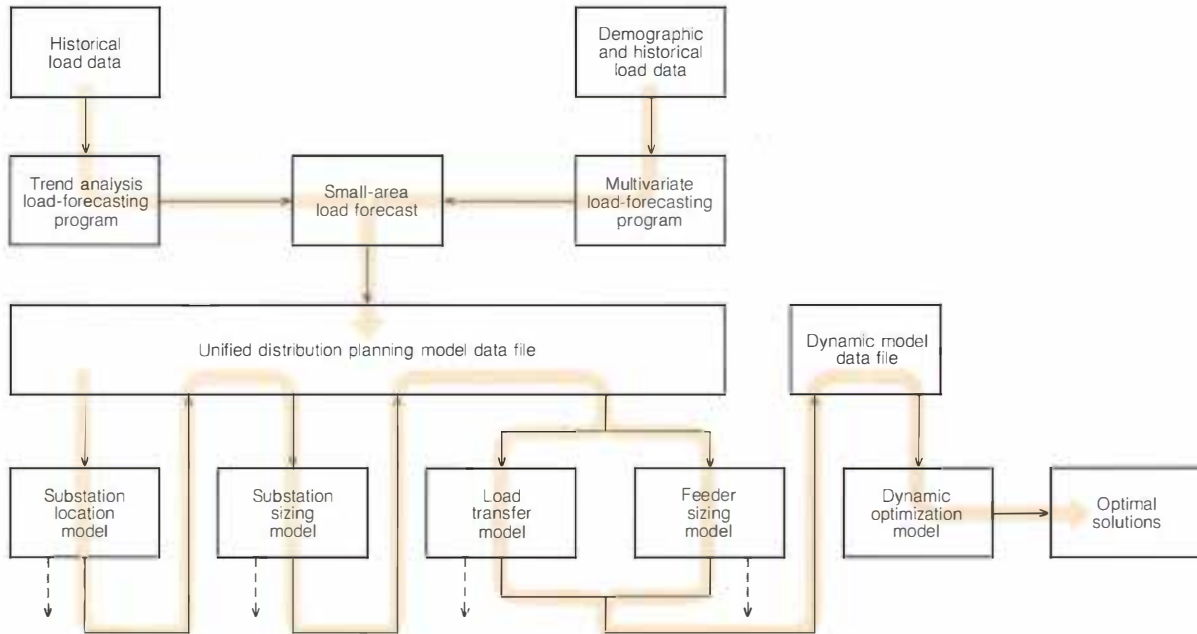 Historical
load data
Demographic
and historical
load data
Trend analysis
load-forecasting
program
Small-area
load forecast
Multivariate
load-forecasting
program
Unified distribution planning model data file
Dynamic model
data file
Substation
location
model
Substation
sizing
model
Load
transfer
model
Feeder
sizing
model
Dynamic
optimization
model
Optimal
solutions